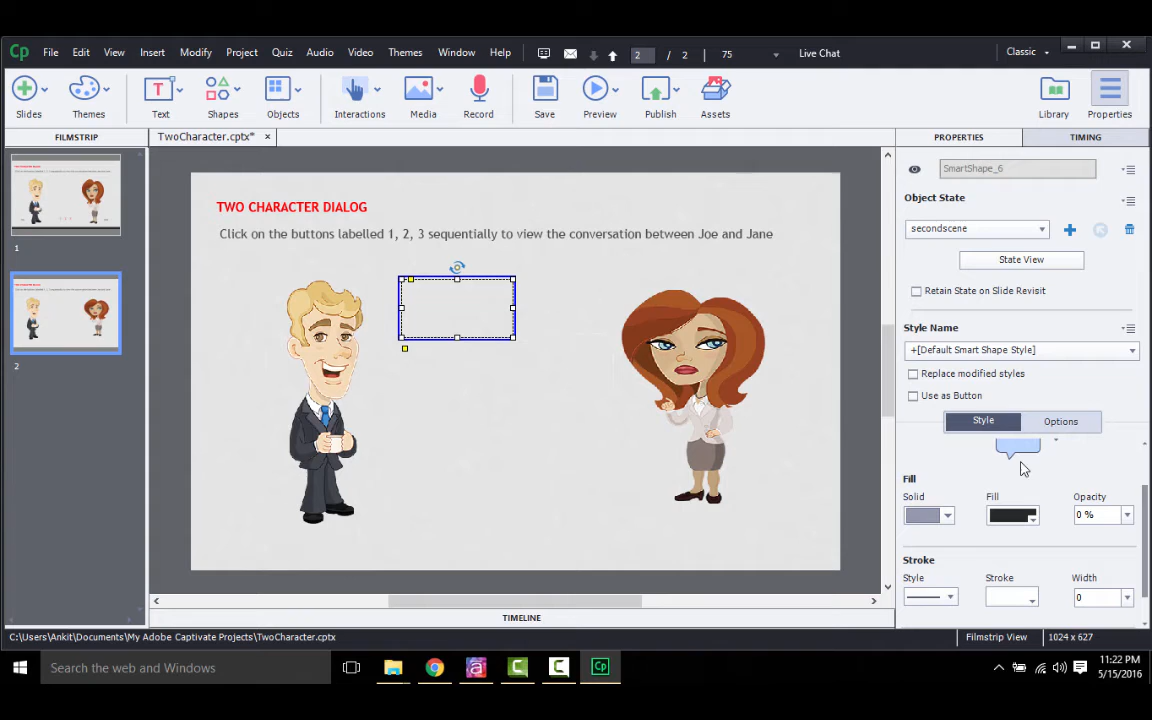 Cp File Edit View Insert Modify Project Quiz Audio Video Themes Window Help 2 / 2 75 Live Chat Classic
Slides Themes Text Shapes Objects Interactions Media Record Save Preview Publish Assets Library Properties
FILMSTRIP TwoCharacter.cptx* × PROPERTIES TIMING
SmartShape_6
Object State
secondscene
State View
Retain State on Slide Revisit
Style Name
+[Default Smart Shape Style]
Replace modified styles
Use as Button
Style Options
Fill
Solid Fill Opacity
0 %
Stroke
Style Stroke Width
0
TWO CHARACTER DIALOG
Click on the buttons labelled 1, 2, 3 sequentially to view the conversation between Joe and Jane
1
2
TIMELINE
C:\Users\Ankit\Documents\My Adobe Captivate Projects\TwoCharacter.cptx Filmstrip View 1024 x 627
Search the web and Windows Cp 11:22 PM
5/15/2016